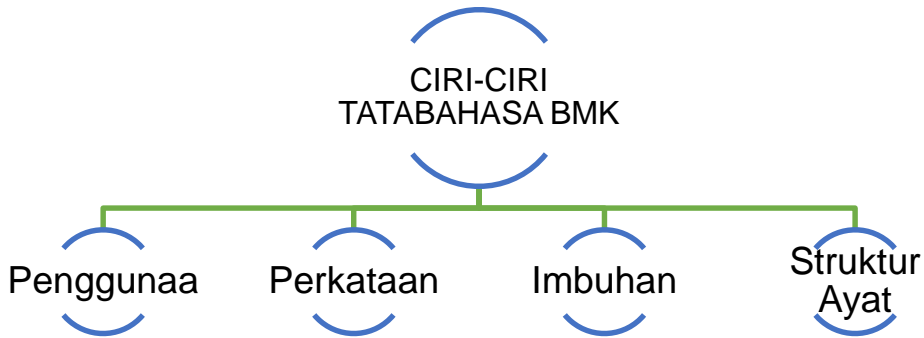 CIRI-CIRI
TATABAHASA BMK
Penggunaa
Perkataan
Imbuhan
Struktur
Ayat